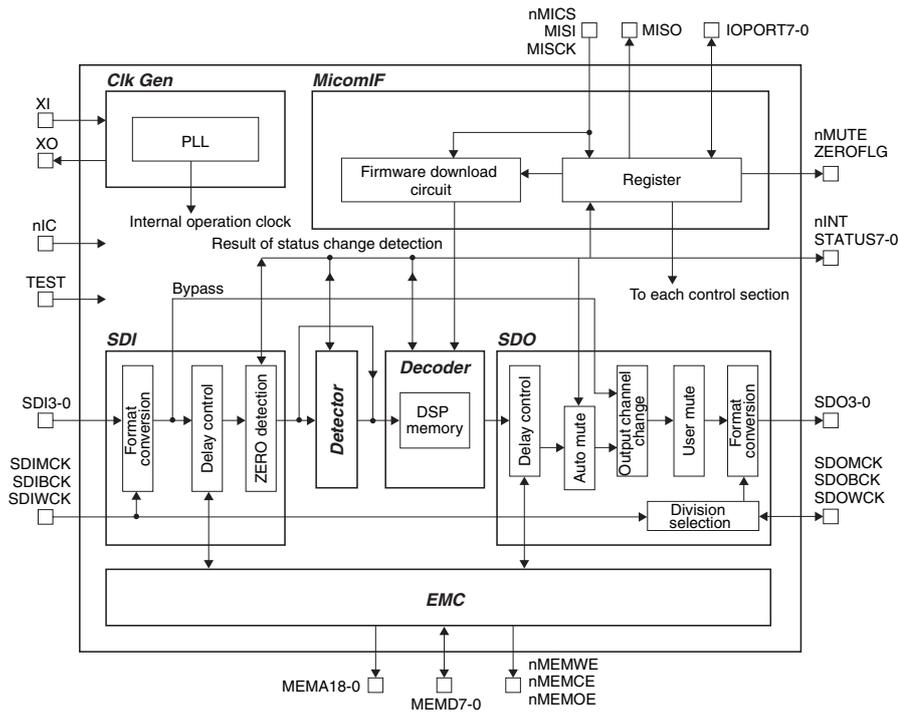 nMICS
MISI
MISCK
MISO
IOPORT7-0
Clk Gen
MicomIF
XI
XO
PLL
Firmware download
circuit
Register
nMUTE
ZEROFLG
Internal operation clock
nIC
Result of status change detection
nINT
STATUS7-0
TEST
Bypass
To each control section
SDI
SDO
Format
conversion
Delay control
ZERO detection
Detector
Decoder
DSP
memory
Delay control
Auto mute
Output channel
change
User mute
Format
conversion
SDI3-0
SDO3-0
SDIMCK
SDIBCK
SDIWCK
Division
selection
SDOMCK
SDOBCK
SDOWCK
EMC
MEMA18-0
MEMD7-0
nMEMWE
nMEMCE
nMEMOE